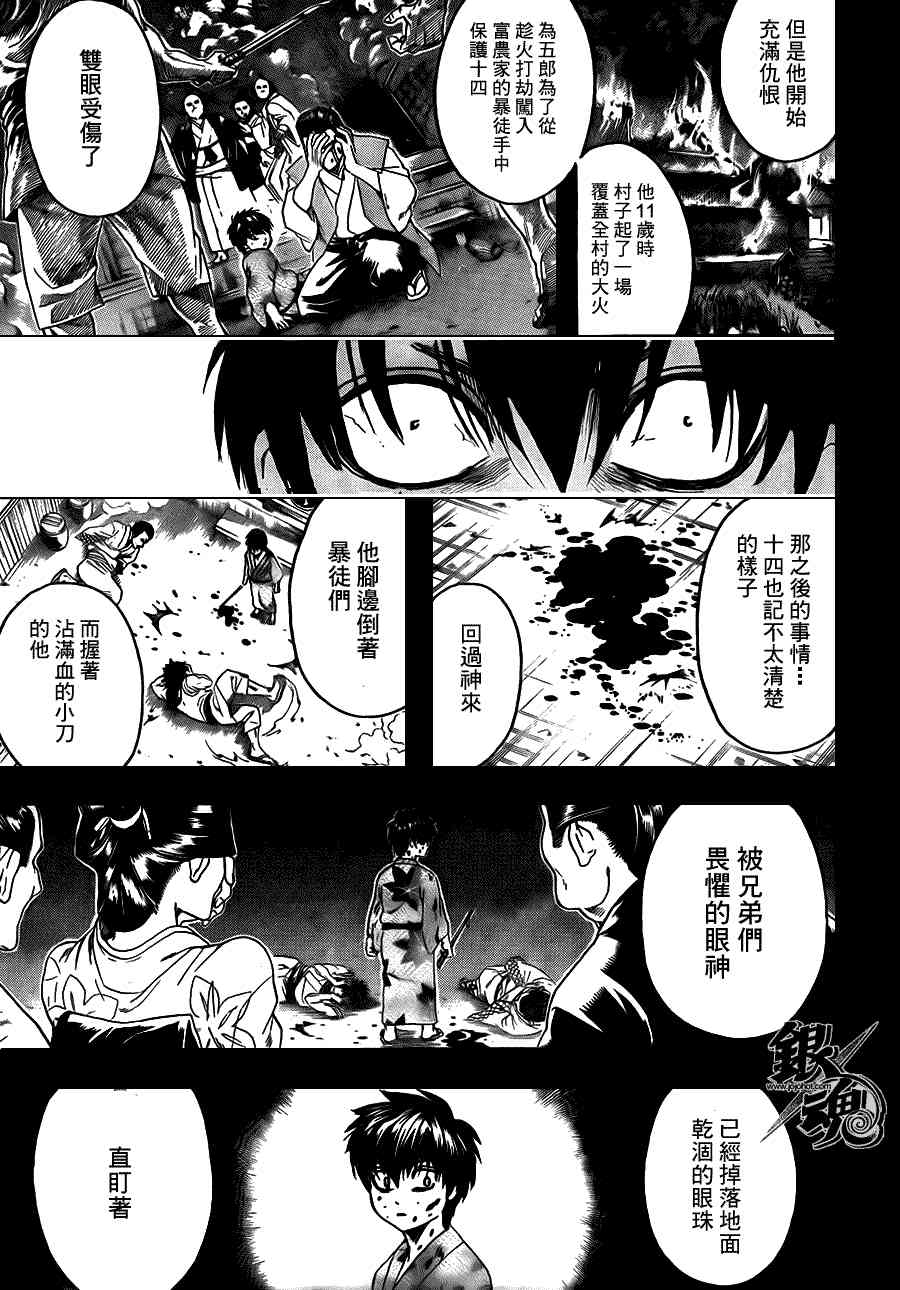 但是他開始
充滿仇恨
他11歲時
村子起了一場
覆蓋全村的大火
為五郎為了從
趁火打劫闖入
富農家的暴徒手中
保護十四
雙眼受傷了
那之後的事情…
十四也記不太清楚
的樣子
回過神來
他腳邊倒著
暴徒們
而握著
沾滿血的小刀
的他
被兄弟們
畏懼的眼神
已經掉落地面
乾涸的眼珠
直盯著
銀魂
www.jojohot.com